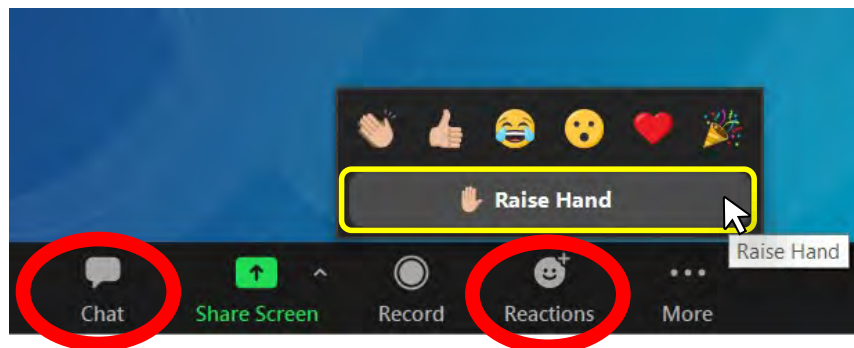 Raise Hand
Raise Hand
Chat
Share Screen
Record
Reactions
More